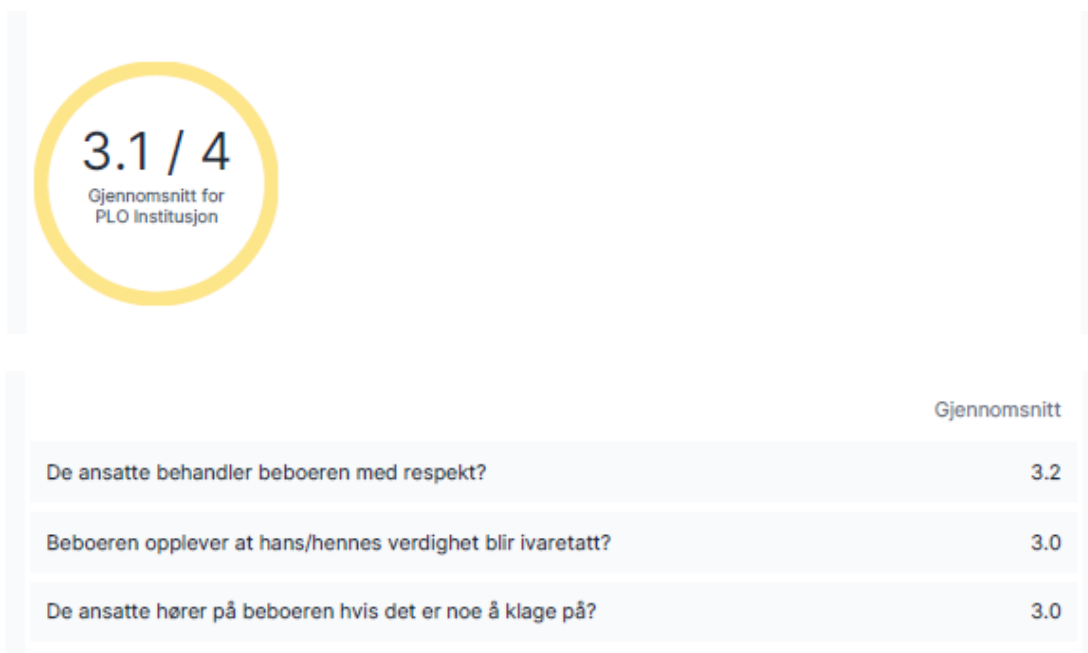 3.1 / 4
Gjennomsnitt for
PLO Institusjon
Gjennomsnitt
De ansatte behandler beboeren med respekt? 3.2
Beboeren opplever at hans/hennes verdighet blir ivaretatt? 3.0
De ansatte hører på beboeren hvis det er noe å klage på? 3.0